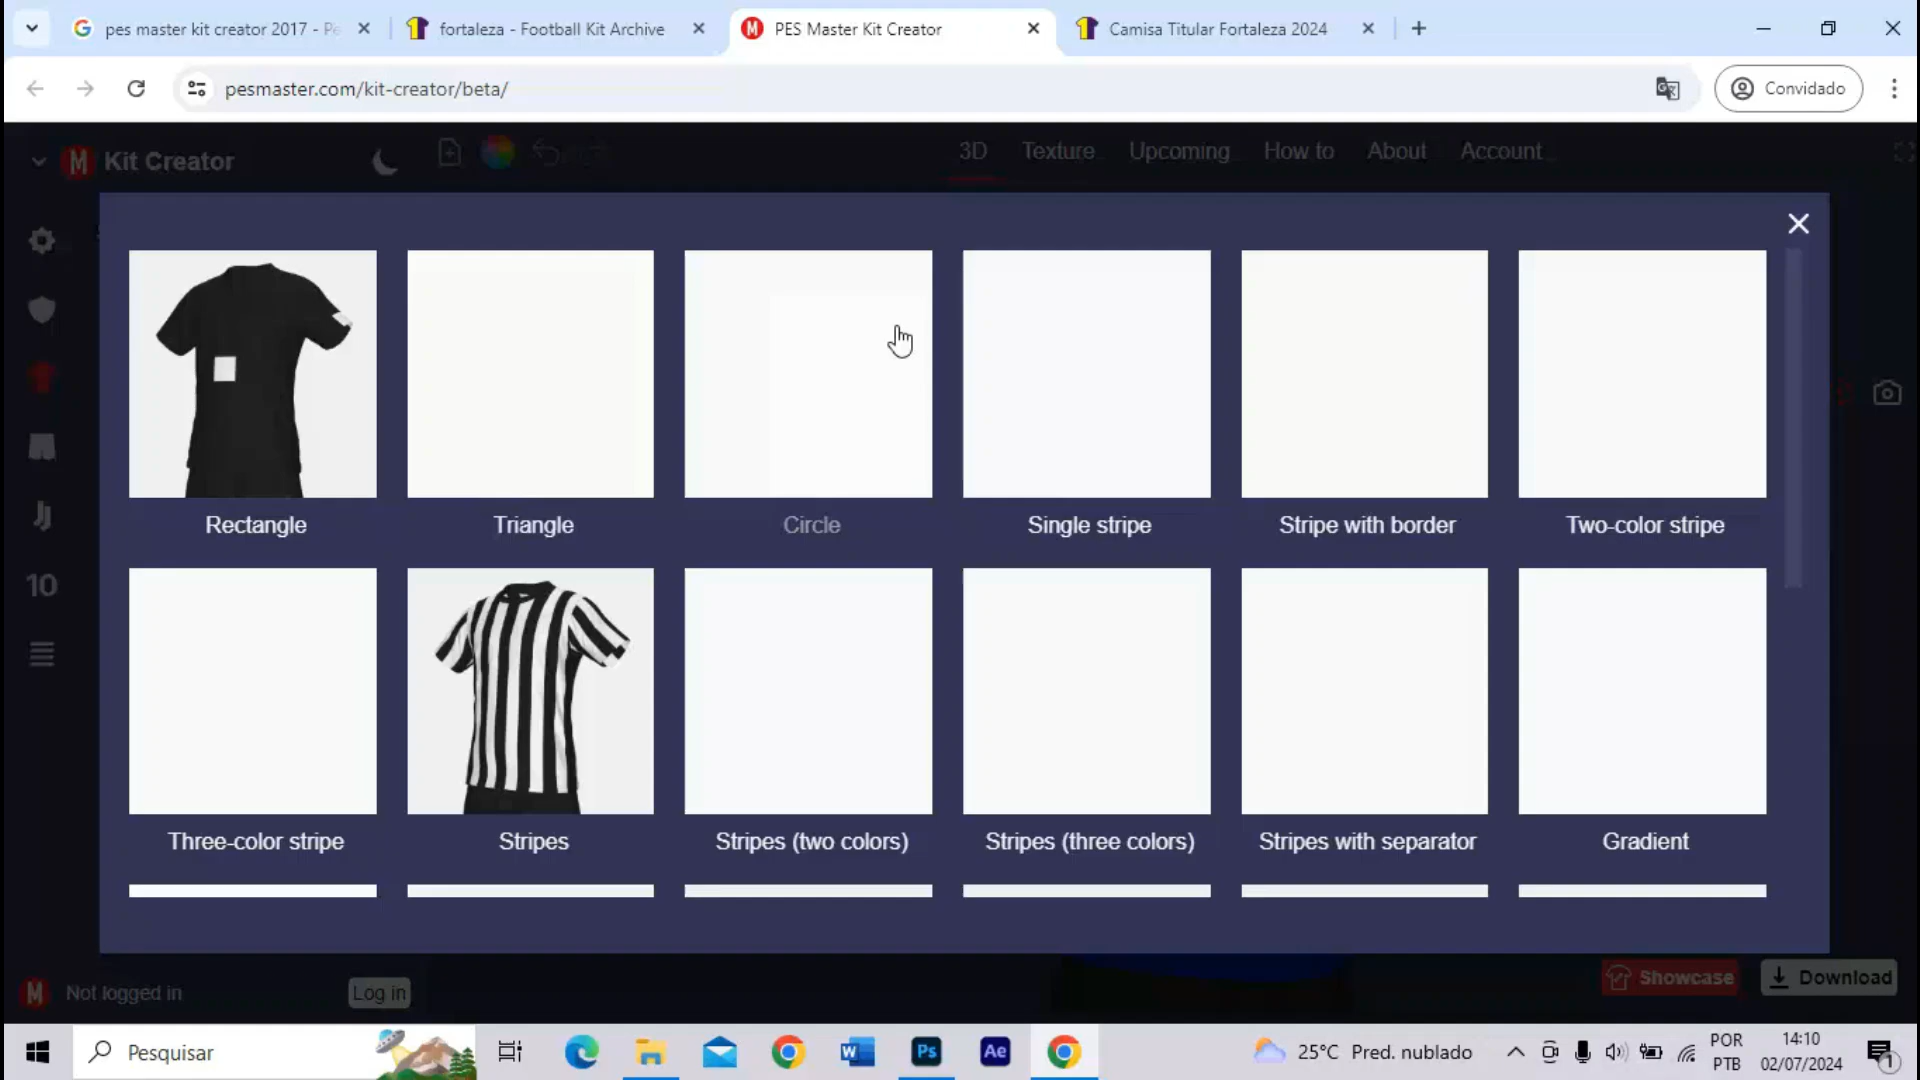 pes master kit creator 2017 - Pe
fortaleza - Football Kit Archive
PES Master Kit Creator
Camisa Titular Fortaleza 2024
pesmaster.com/kit-creator/beta/
Convidado
Kit Creator
3D
Texture
Upcoming
How to
About
Account
10
Rectangle
Triangle
Circle
Single stripe
Stripe with border
Two-color stripe
Three-color stripe
Stripes
Stripes (two colors)
Stripes (three colors)
Stripes with separator
Gradient
M Not logged in
Log in
Showcase
Download
Pesquisar
Ps
Ae
25°C Pred. nublado
POR
PTB
14:10
02/07/2024
1